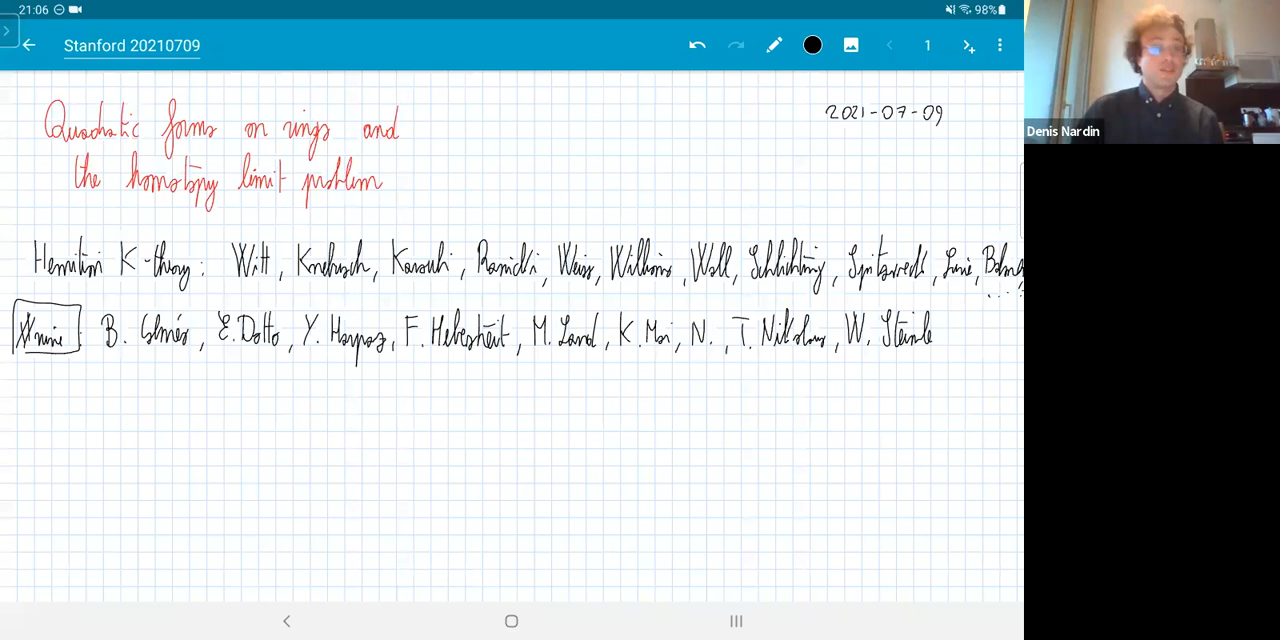 21:06
98%
Stanford 20210709
1
Denis Nardin
2021-07-09
Quadratic forms on rings and
the homotopy limit problem
Hermitian K-theory: Witt, Knebusch, Karoubi, Ranicki, Weiss, Williams, Wall, Schlichting, Spitzweck, Lurie, Balmer
...
nine: B. Calmès, E. Dotto, Y. Harpaz, F. Hebestreit, M. Land, K. Moi, N., T. Nikolaus, W. Steimle